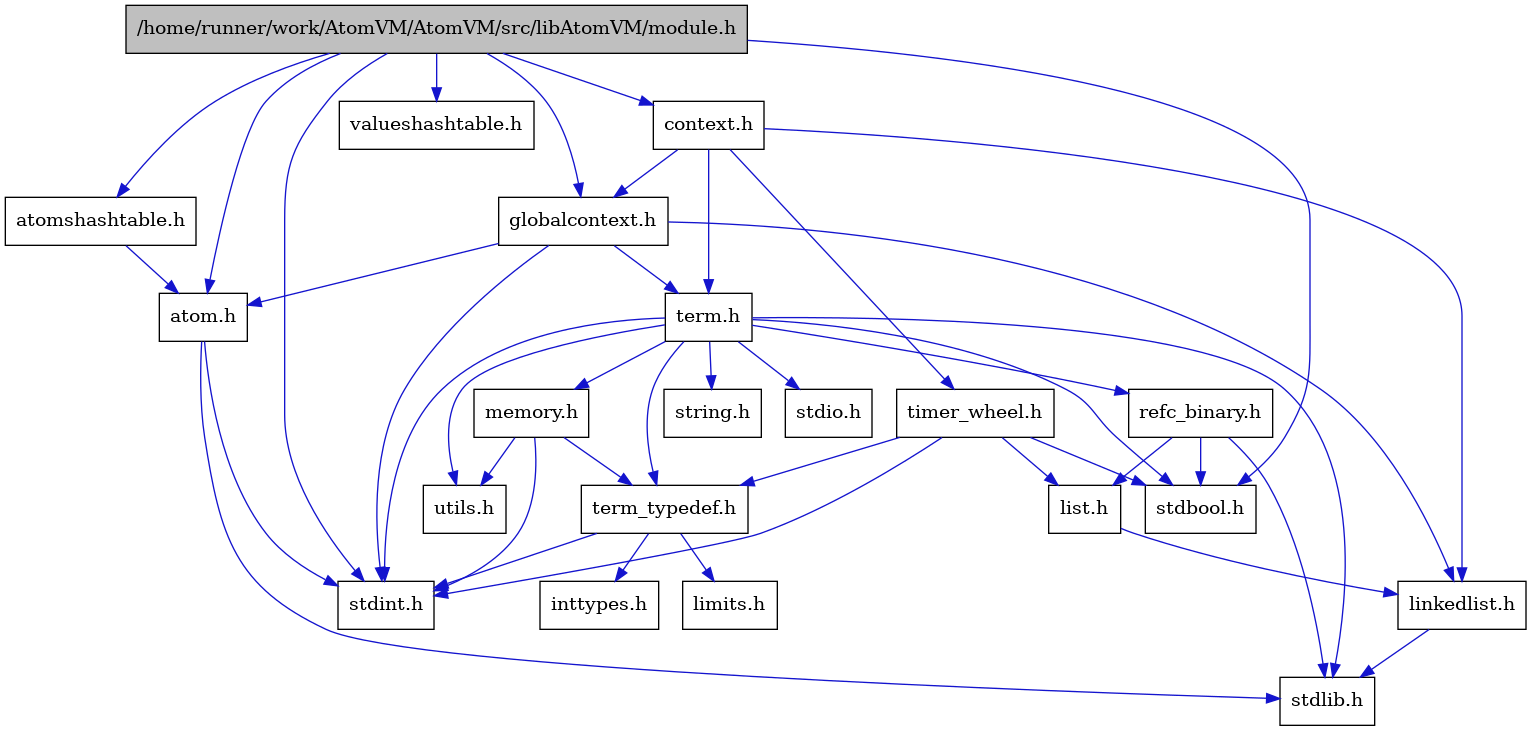 /home/runner/work/AtomVM/AtomVM/src/libAtomVM/module.h
valueshashtable.h
context.h
atomshashtable.h
globalcontext.h
atom.h
term.h
memory.h
string.h
stdio.h
timer_wheel.h
refc_binary.h
utils.h
term_typedef.h
list.h
stdbool.h
stdint.h
inttypes.h
limits.h
linkedlist.h
stdlib.h